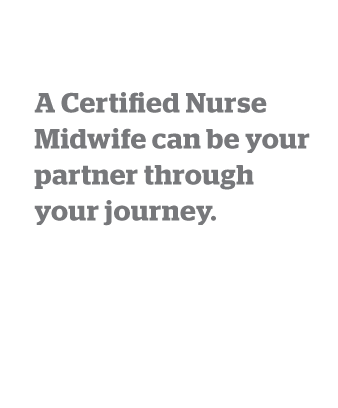 A Certified Nurse
Midwife can be your
partner through
your journey.